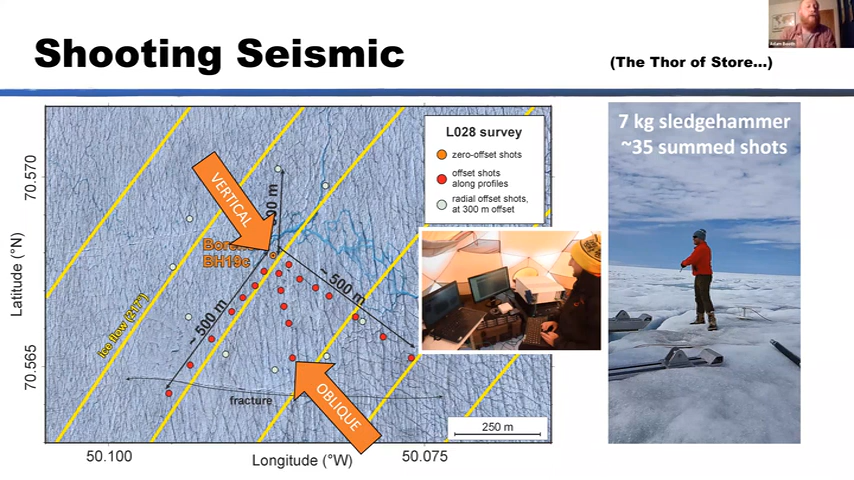 Shooting Seismic
(The Thor of Store...)
L028 survey
zero-offset shots
offset shots
along profiles
radial offset shots,
at 300 m offset
7 kg sledgehammer
~35 summed shots
VERTICAL
BH19c
~ 500 m
~ 500 m
ice flow (217°)
fracture
OBLIQUE
250 m
70.570
70.565
Latitude (°N)
50.100
50.075
Longitude (°W)